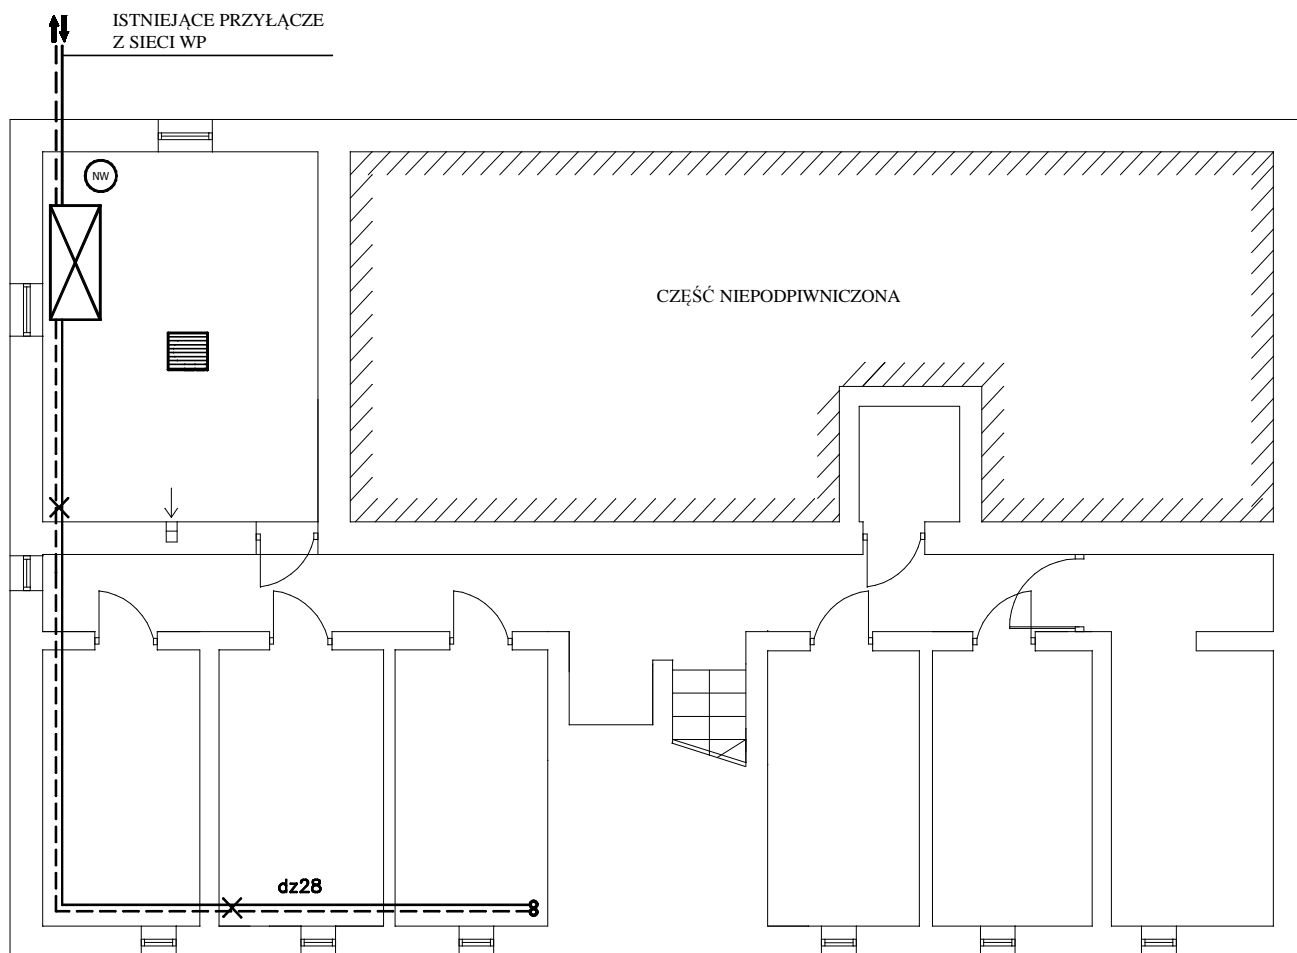 ISTNIEJĄCE PRZYŁĄCZE
Z SIECI WP
NW
CZĘŚĆ NIEPODPIWNICZONA
dz28